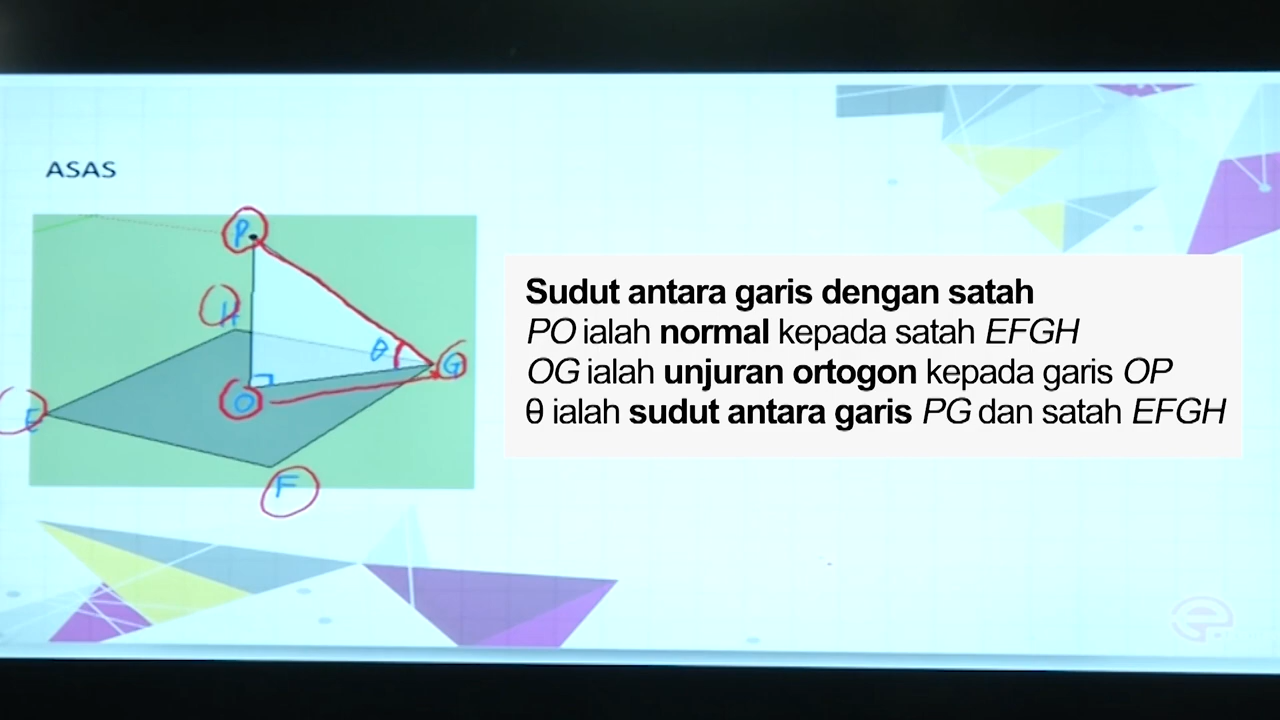 ASAS
P
H
θ
G
O
E
F
Sudut antara garis dengan satah
PO ialah normal kepada satah EFGH
OG ialah unjuran ortogon kepada garis OP
θ ialah sudut antara garis PG dan satah EFGH